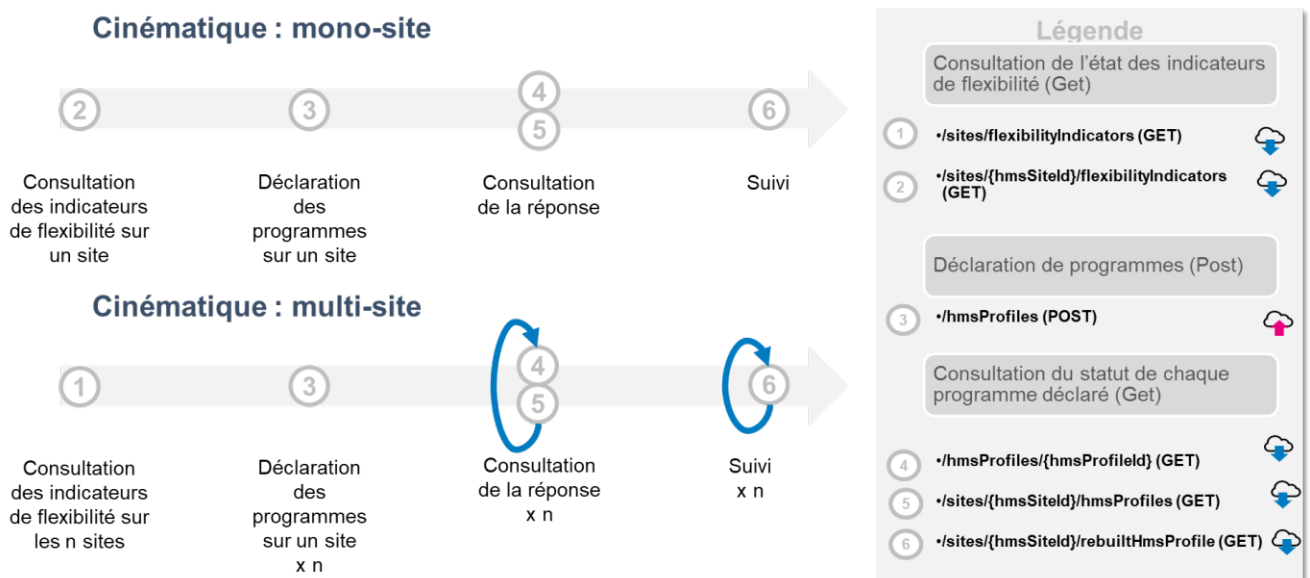 Cinématique : mono-site
2
3
4
5
6
Consultation
des indicateurs
de flexibilité sur
un site
Déclaration
des
programmes
sur un site
Consultation
de la réponse
Suivi
Cinématique : multi-site
1
3
4
5
6
Consultation
des indicateurs
de flexibilité sur
les n sites
Déclaration
des
programmes
sur un site
x n
Consultation
de la réponse
x n
Suivi
x n
Légende
Consultation de l'état des indicateurs
de flexibilité (Get)
1 •/sites/flexibilityIndicators (GET)
2 •/sites/{hmsSiteId}/flexibilityIndicators
(GET)
Déclaration de programmes (Post)
3 •/hmsProfiles (POST)
Consultation du statut de chaque
programme déclaré (Get)
4 •/hmsProfiles/{hmsProfileId} (GET)
5 •/sites/{hmsSiteId}/hmsProfiles (GET)
6 •/sites/{hmsSiteId}/rebuiltHmsProfile (GET)